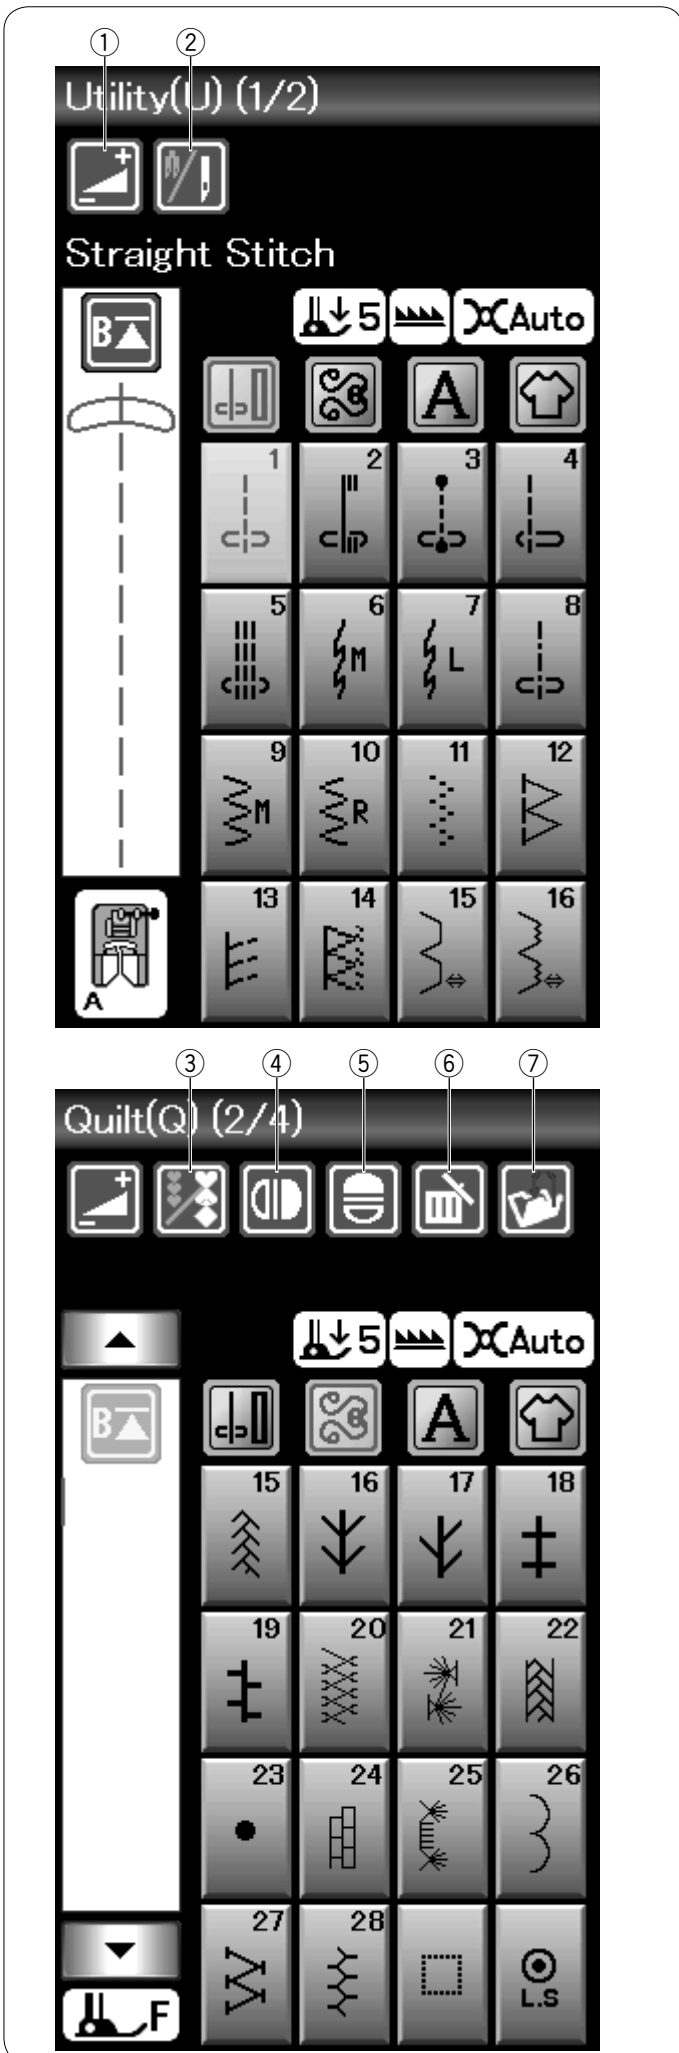 ① ②
Utility(U) (1/2)
+
−
Straight Stitch
B 5 Auto
A
1 2 3 4
5 6 7 8
M L
9 10 11 12
M R
13 14 15 16
A
③ ④ ⑤ ⑥ ⑦
Quilt(Q) (2/4)
+
−
5 Auto
B A
15 16 17 18
19 20 21 22
23 24 25 26
27 28
L.S
F